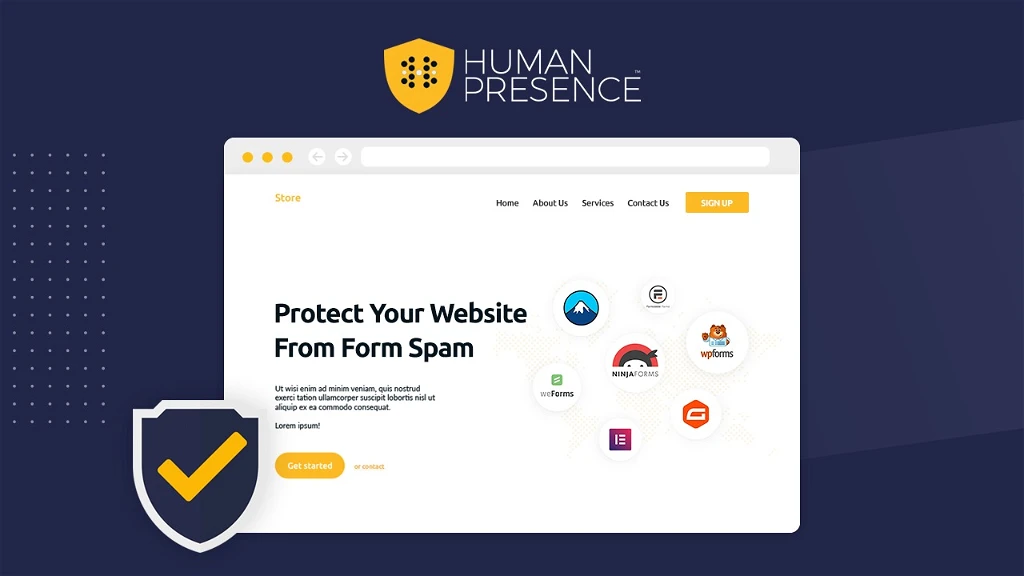 HUMAN
PRESENCE™
Store
Home About Us Services Contact Us SIGN UP
Protect Your Website
From Form Spam
wpforms
NINJAFORMS
weForms
Ut wisi enim ad minim veniam, quis nostrud
exerci tation ullamcorper suscipit lobortis nisl ut
aliquip ex ea commodo consequat.
Lorem ipsum!
Get started or contact